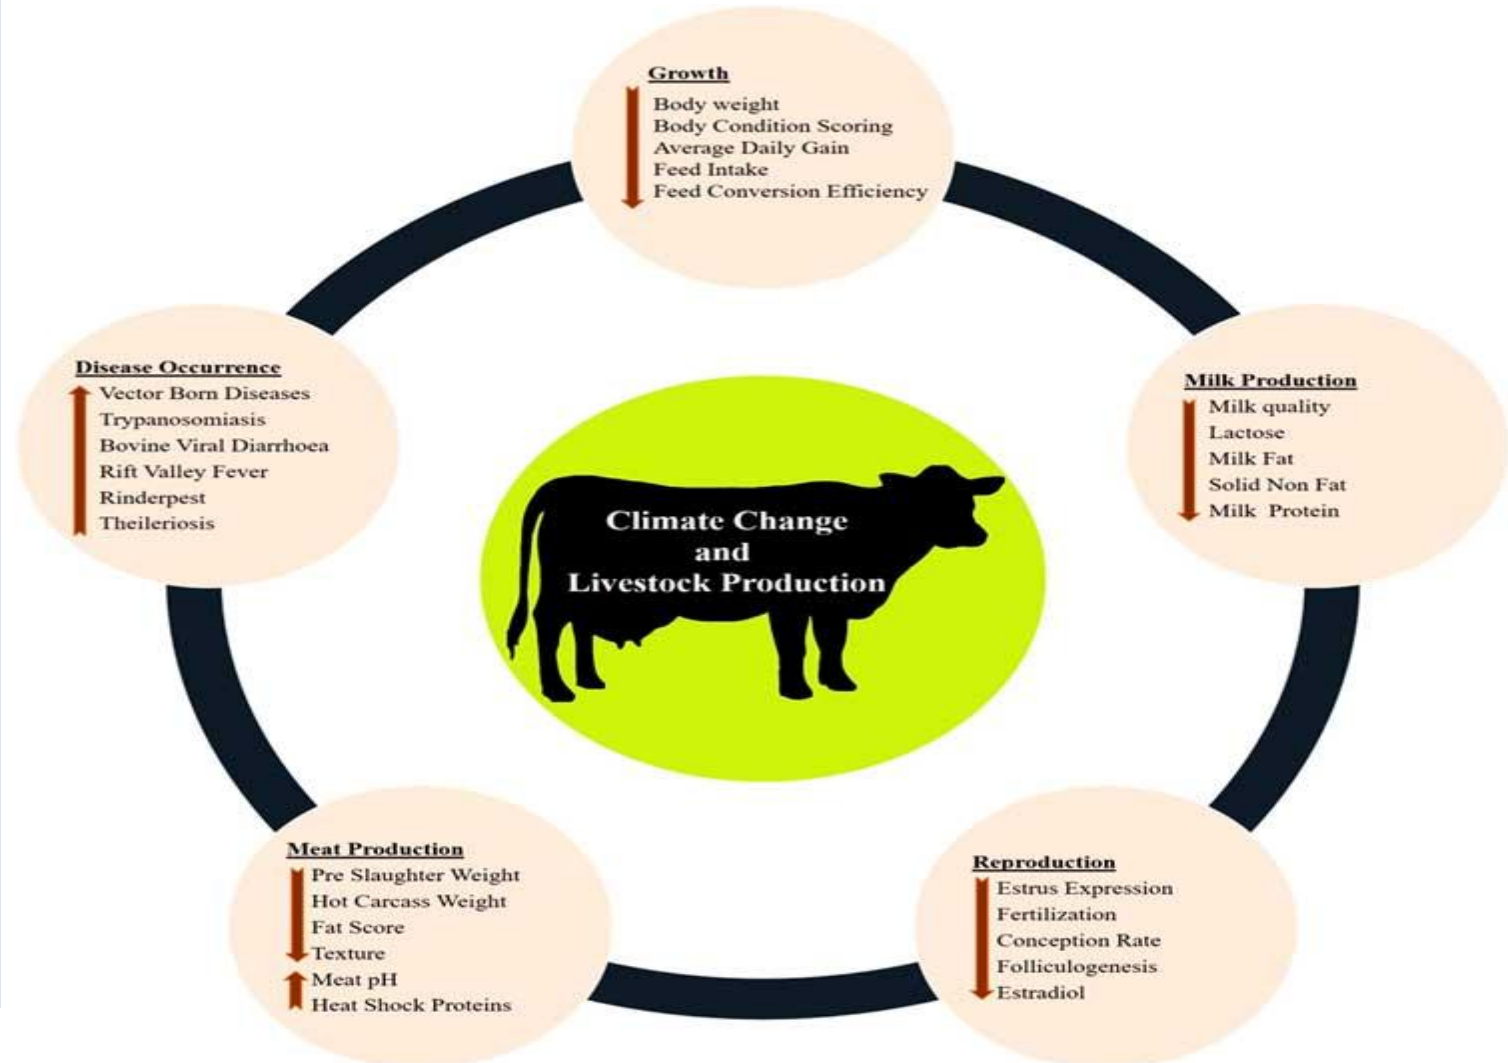 Growth
Body weight
Body Condition Scoring
Average Daily Gain
Feed Intake
Feed Conversion Efficiency
Disease Occurrence
Vector Born Diseases
Trypanosomiasis
Bovine Viral Diarrhoea
Rift Valley Fever
Rinderpest
Theileriosis
Milk Production
Milk quality
Lactose
Milk Fat
Solid Non Fat
Milk Protein
Climate Change
and
Livestock Production
Meat Production
Pre Slaughter Weight
Hot Carcass Weight
Fat Score
Texture
Meat pH
Heat Shock Proteins
Reproduction
Estrus Expression
Fertilization
Conception Rate
Folliculogenesis
Estradiol